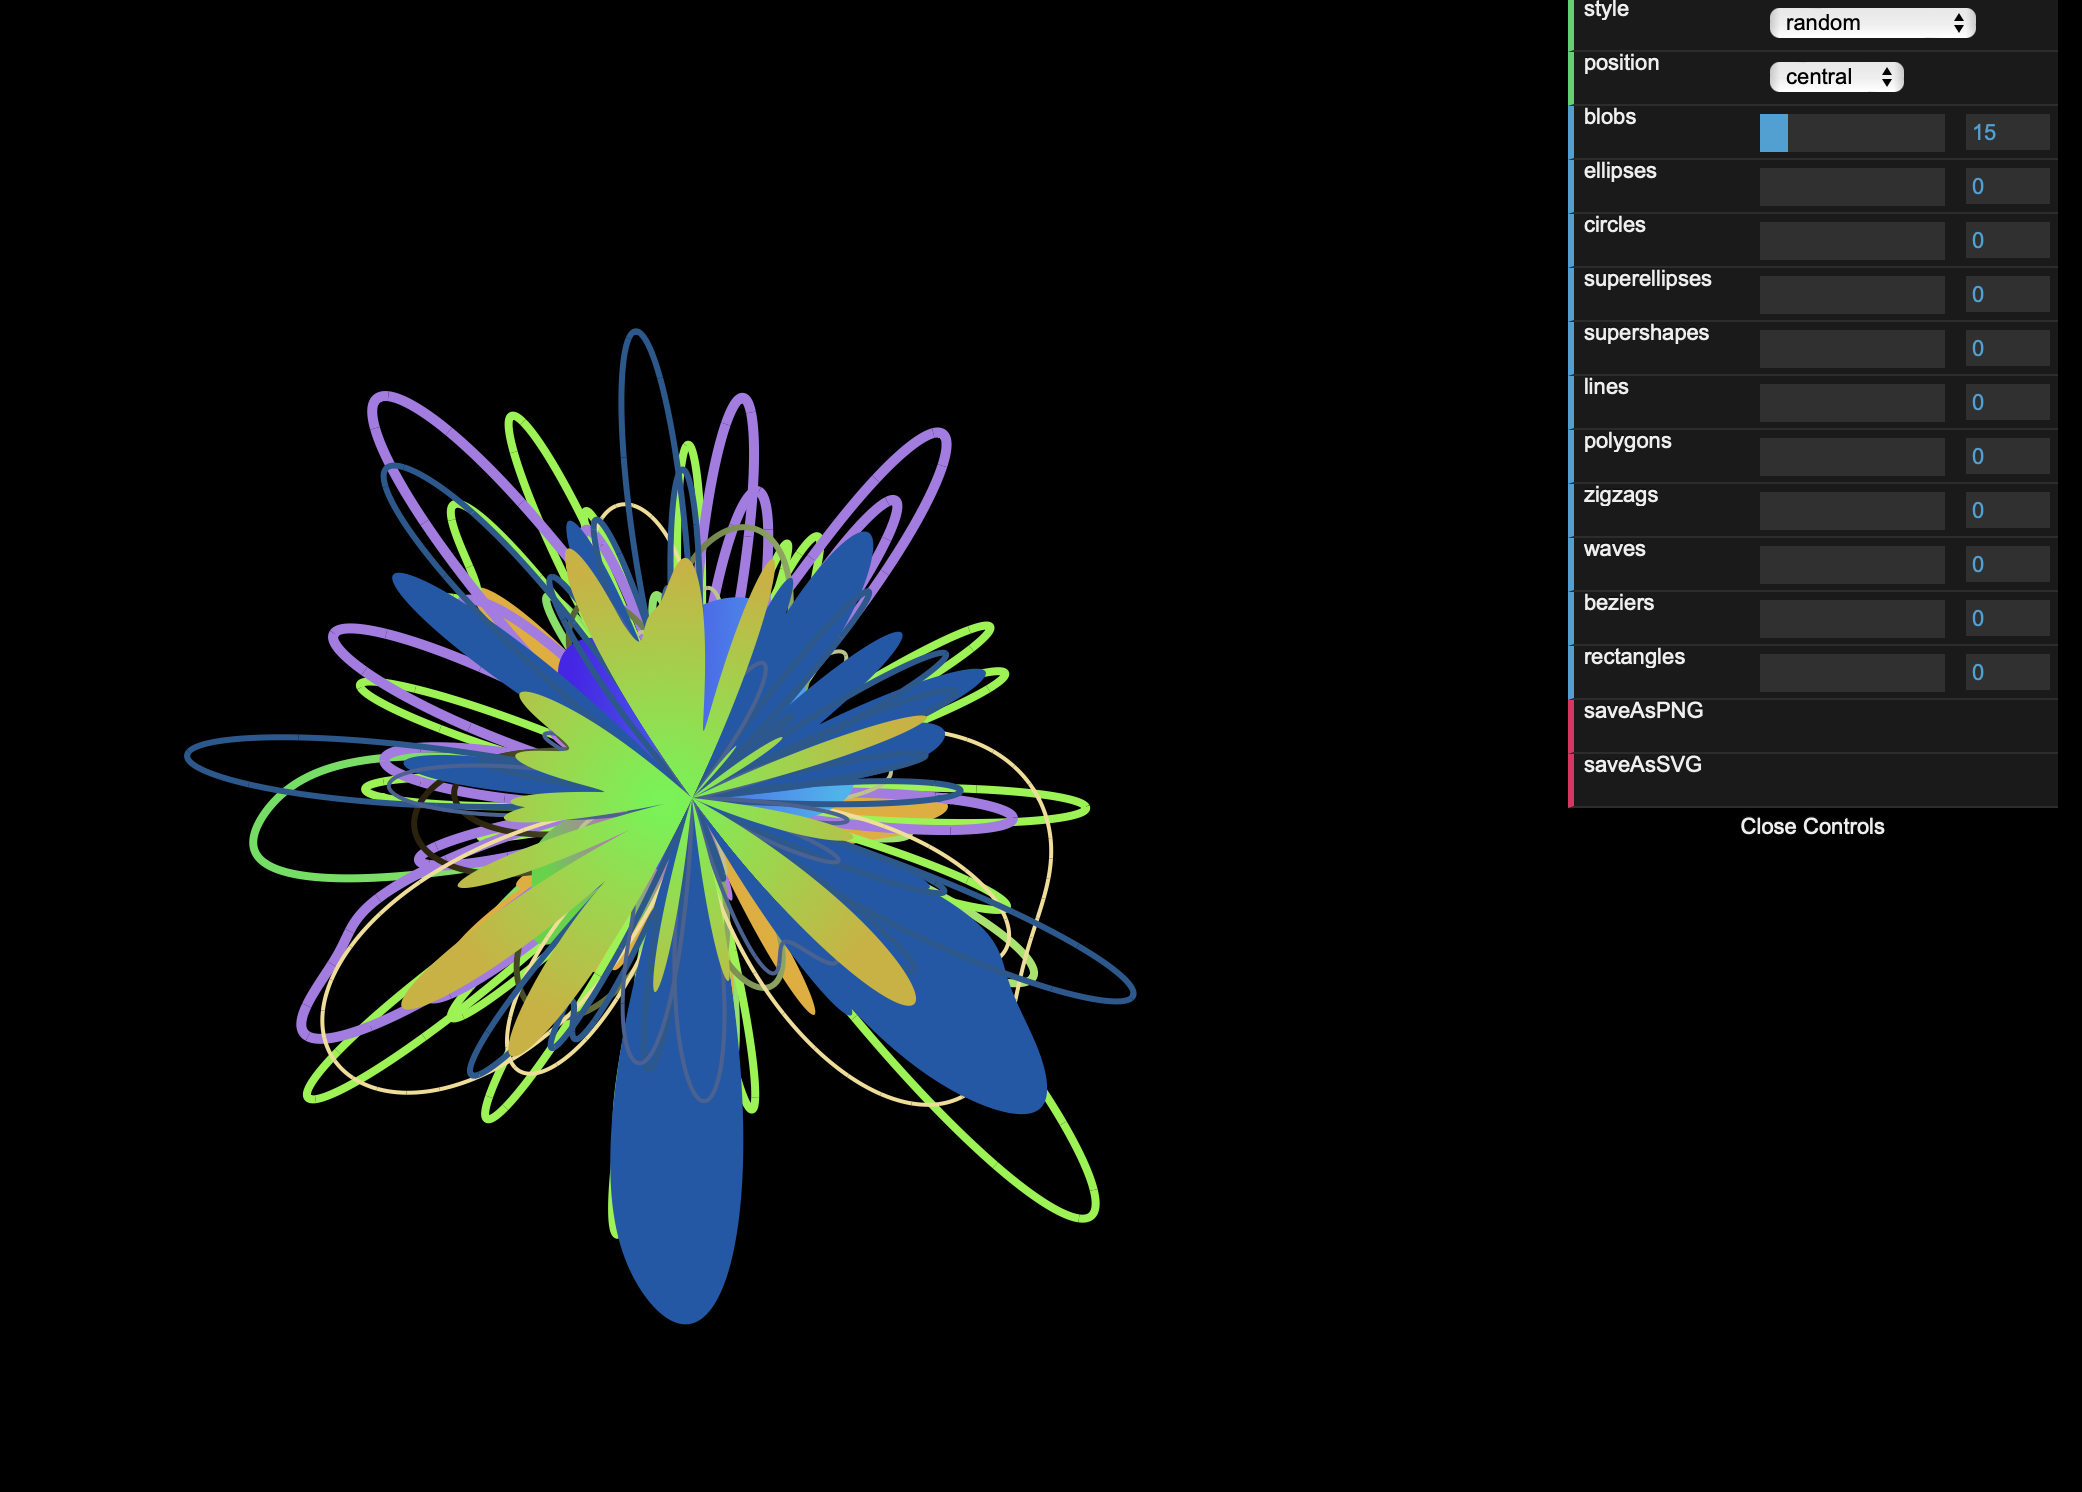 style random
position central
blobs 15
ellipses 0
circles 0
superellipses 0
supershapes 0
lines 0
polygons 0
zigzags 0
waves 0
beziers 0
rectangles 0
saveAsPNG
saveAsSVG
Close Controls